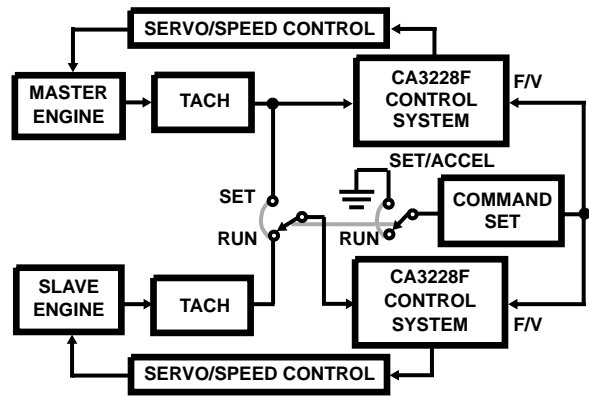 SERVO/SPEED CONTROL
MASTER
ENGINE
TACH
CA3228F
CONTROL
SYSTEM
F/V
SET/ACCEL
SET
RUN
RUN
COMMAND
SET
SLAVE
ENGINE
TACH
CA3228F
CONTROL
SYSTEM
F/V
SERVO/SPEED CONTROL